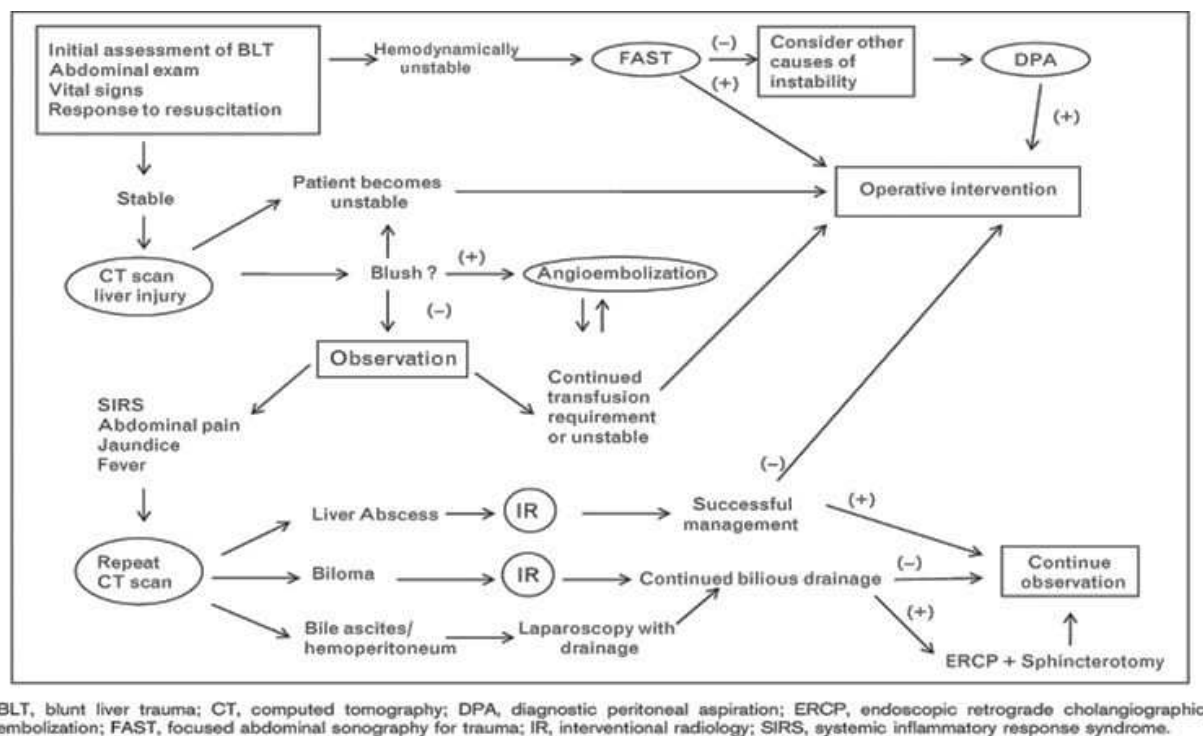 Initial assessment of BLT
Abdominal exam
Vital signs
Response to resuscitation
Hemodynamically
unstable
FAST
(–)
(+)
Consider other
causes of
instability
DPA
(+)
Stable
Patient becomes
unstable
Operative intervention
CT scan
liver injury
Blush ?
(+)
Angioembolization
(–)
Observation
Continued
transfusion
requirement
or unstable
SIRS
Abdominal pain
Jaundice
Fever
(–)
Liver Abscess
IR
Successful
management
(+)
Repeat
CT scan
Biloma
IR
Continued bilious drainage
(–)
Continue
observation
Bile ascites/
hemoperitoneum
Laparoscopy with
drainage
(+)
ERCP + Sphincterotomy
BLT, blunt liver trauma; CT, computed tomography; DPA, diagnostic peritoneal aspiration; ERCP, endoscopic retrograde cholangiographic
embolization; FAST, focused abdominal sonography for trauma; IR, interventional radiology; SIRS, systemic inflammatory response syndrome.